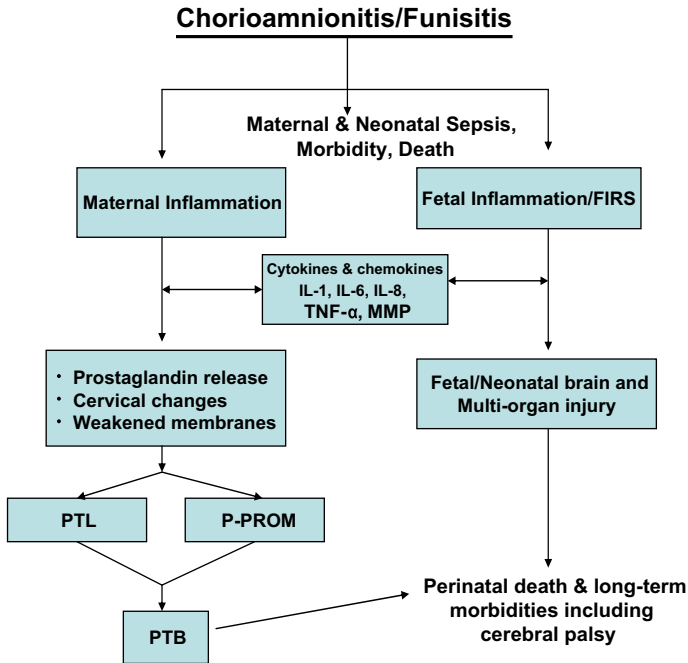 Chorioamnionitis/Funisitis
Maternal & Neonatal Sepsis,
Morbidity, Death
Maternal Inflammation
Fetal Inflammation/FIRS
Cytokines & chemokines
IL-1, IL-6, IL-8,
TNF-α, MMP
· Prostaglandin release
· Cervical changes
· Weakened membranes
Fetal/Neonatal brain and
Multi-organ injury
PTL
P-PROM
PTB
Perinatal death & long-term
morbidities including
cerebral palsy